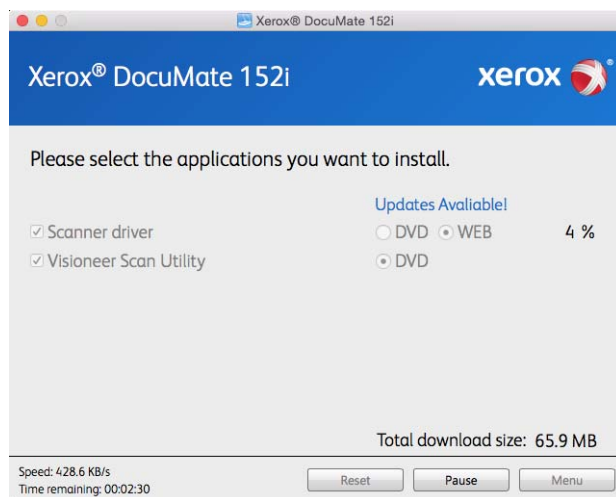 Xerox® DocuMate 152i
Xerox® DocuMate 152i
xerox ®
Please select the applications you want to install.
Updates Avaliable!
Scanner driver DVD WEB 4 %
Visioneer Scan Utility DVD
Total download size: 65.9 MB
Speed: 428.6 KB/s
Time remaining: 00:02:30
Reset Pause Menu